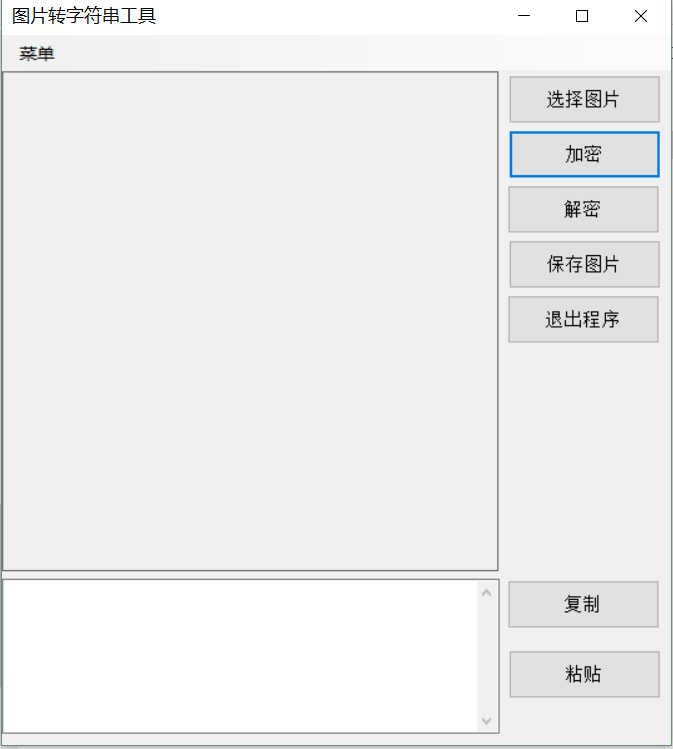 图片转字符串工具
菜单
选择图片
加密
解密
保存图片
退出程序
复制
粘贴